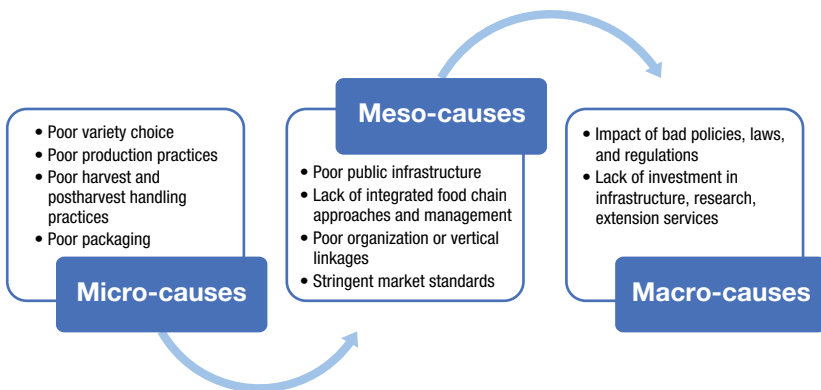 • Poor variety choice
• Poor production practices
• Poor harvest and
postharvest handling
practices
• Poor packaging
Micro-causes
Meso-causes
• Poor public infrastructure
• Lack of integrated food chain
approaches and management
• Poor organization or vertical
linkages
• Stringent market standards
• Impact of bad policies, laws,
and regulations
• Lack of investment in
infrastructure, research,
extension services
Macro-causes